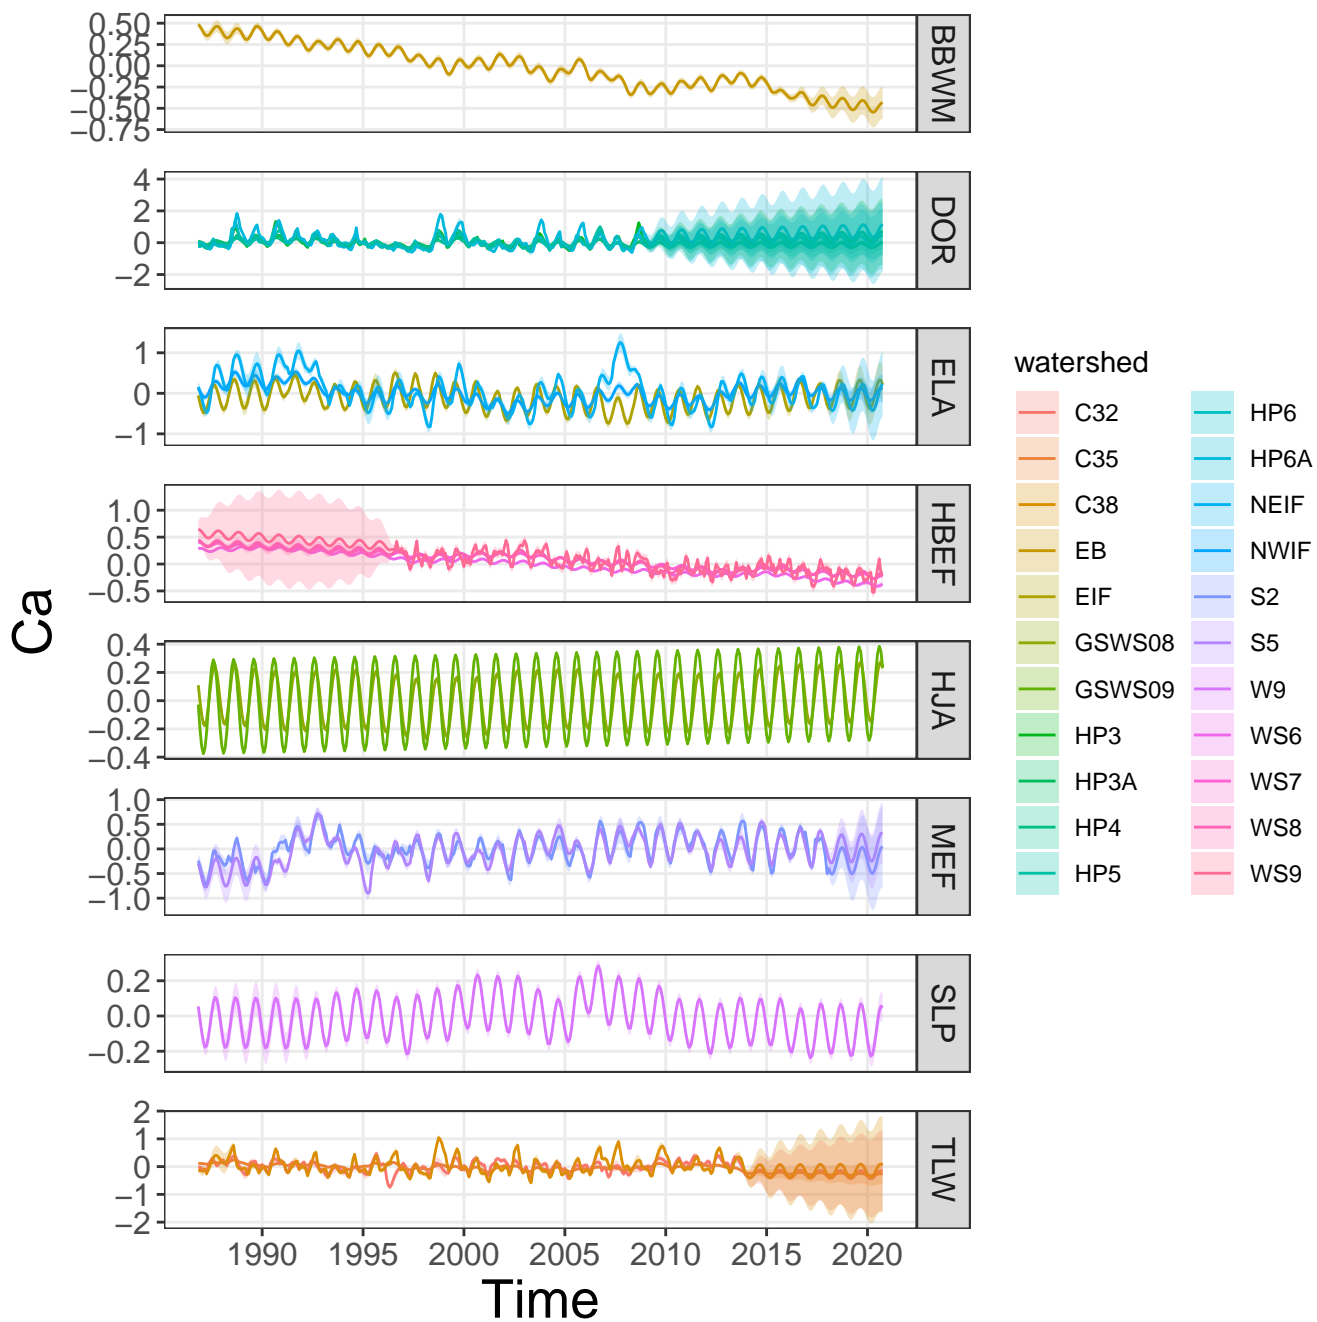 0.50
0.25
0.00
−0.25
−0.50
−0.75
BBWM
4
2
0
−2
DOR
1
0
−1
ELA
1.0
0.5
0.0
−0.5
HBEF
0.4
0.2
0.0
−0.2
−0.4
HJA
1.0
0.5
0.0
−0.5
−1.0
MEF
0.2
0.0
−0.2
SLP
2
1
0
−1
−2
TLW
1990 1995 2000 2005 2010 2015 2020
Time
Ca
watershed
C32
C35
C38
EB
EIF
GSWS08
GSWS09
HP3
HP3A
HP4
HP5
HP6
HP6A
NEIF
NWIF
S2
S5
W9
WS6
WS7
WS8
WS9